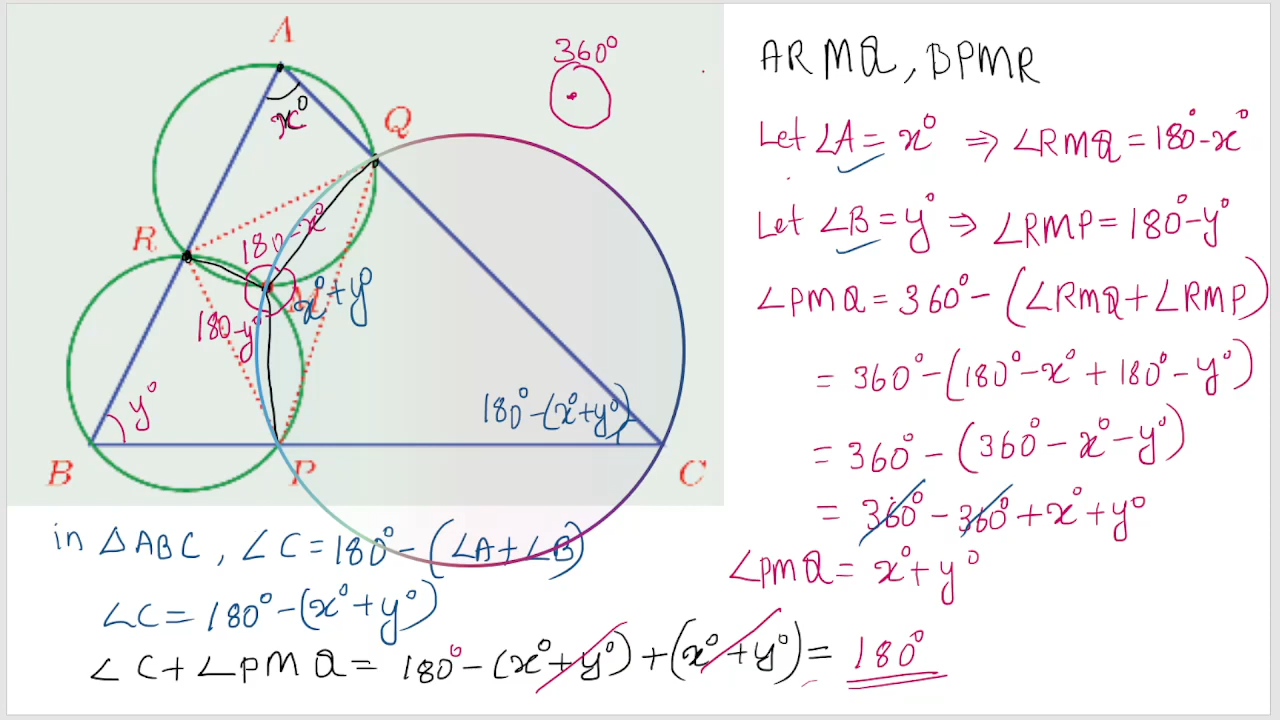 A
360°
x°
Q
R
180-x°
M
x°+y°
180-y°
y°
180°-(x°+y°)
B
P
C
ARMQ, BPMR
Let ∠A = x° ⇒ ∠RMQ = 180°-x°
Let ∠B = y° ⇒ ∠RMP = 180°-y°
∠PMQ = 360° - (∠RMQ + ∠RMP)
= 360° - (180° - x° + 180° - y°)
= 360° - (360° - x° - y°)
= 360° - 360° + x° + y°
∠PMQ = x° + y°
in △ABC, ∠C = 180° - (∠A + ∠B)
∠C = 180° - (x° + y°)
∠C + ∠PMQ = 180° - (x° + y°) + (x° + y°) = 180°